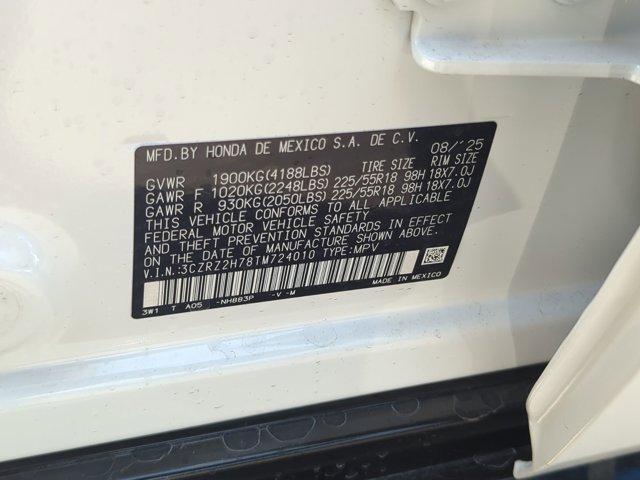 MFD.BY HONDA DE MEXICO S.A. DE C.V. 08/'25
TIRE SIZE RIM SIZE
GVWR 1900KG(4188LBS)
GAWR F 1020KG(2248LBS) 225/55R18 98H 18X7.0J
GAWR R 930KG(2050LBS) 225/55R18 98H 18X7.0J
THIS VEHICLE CONFORMS TO ALL APPLICABLE
FEDERAL MOTOR VEHICLE SAFETY
AND THEFT PREVENTION STANDARDS IN EFFECT
ON THE DATE OF MANUFACTURE SHOWN ABOVE.
V.I.N.:3CZRZ2H78TM724010 TYPE:MPV
MADE IN MEXICO
3W1 T A05 -NH883P -V -M